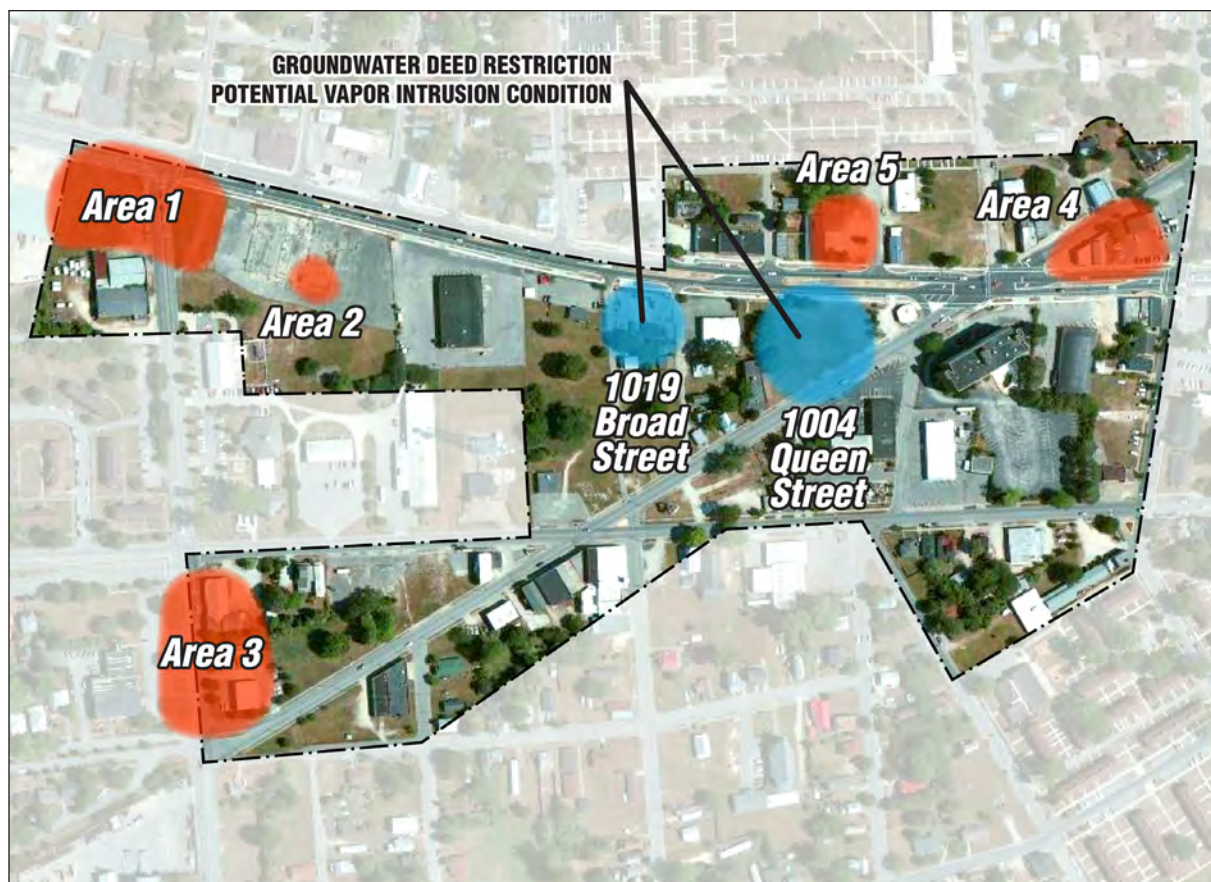 GROUNDWATER DEED RESTRICTION
POTENTIAL VAPOR INTRUSION CONDITION
Area 1
Area 5
Area 4
Area 2
1019
Broad
Street
1004
Queen
Street
Area 3